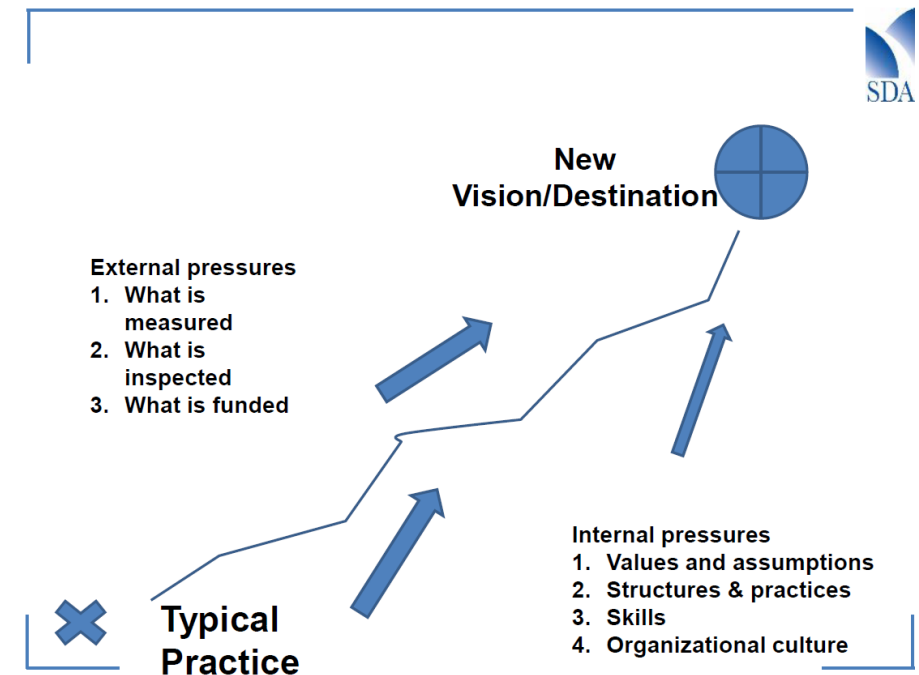 SDA
New
Vision/Destination
External pressures
1. What is
measured
2. What is
inspected
3. What is funded
Internal pressures
1. Values and assumptions
2. Structures & practices
3. Skills
4. Organizational culture
Typical
Practice